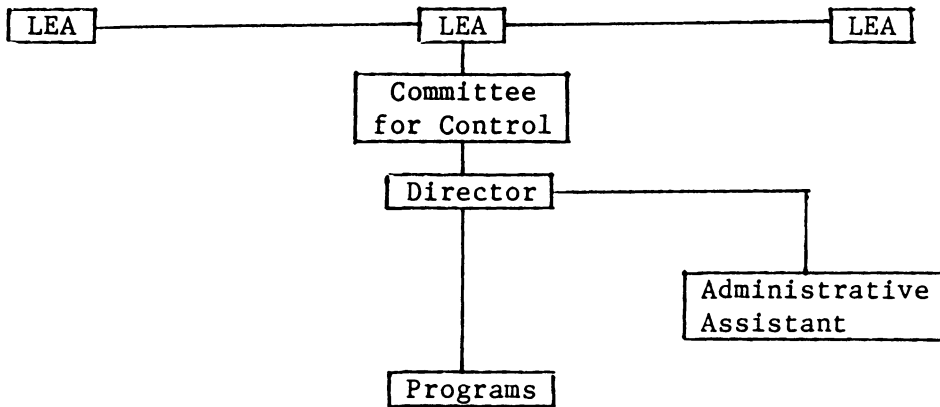 LEA LEA LEA
Committee
for Control
Director
Administrative
Assistant
Programs